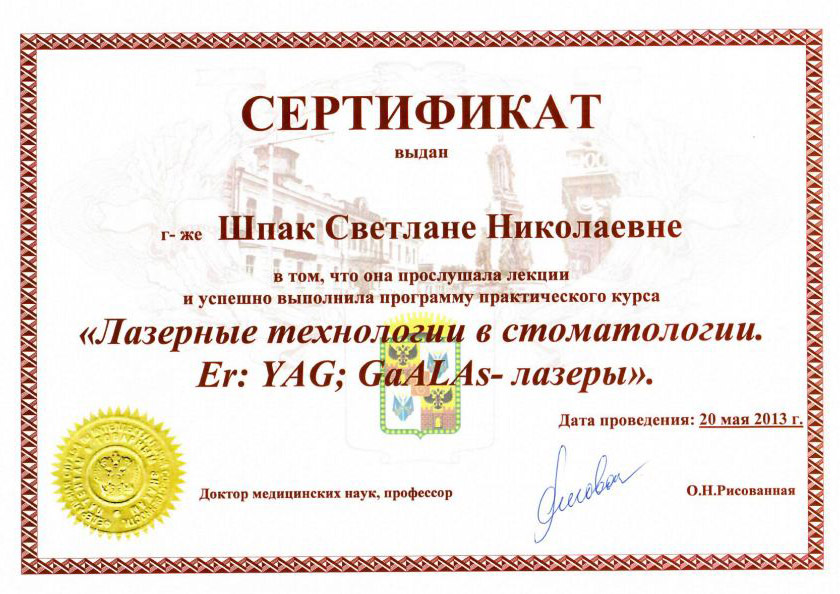 СЕРТИФИКАТ
выдан
г- же Шпак Светлане Николаевне
в том, что она прослушала лекции
и успешно выполнила программу практического курса
«Лазерные технологии в стоматологии.
Er: YAG; GaALAs- лазеры».
Дата проведения: 20 мая 2013 г.
Доктор медицинских наук, профессор
О.Н.Рисованная